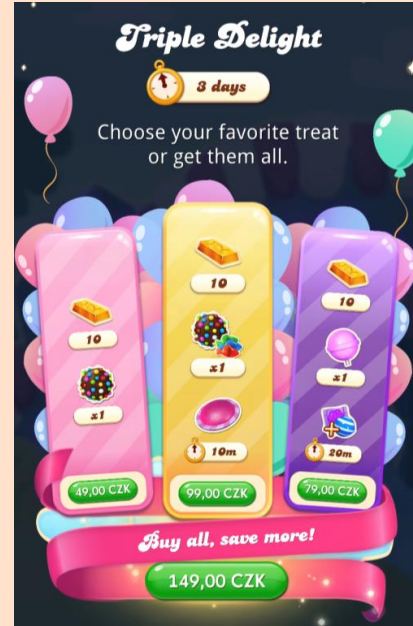 Triple Delight
3 days
Choose your favorite treat
or get them all.
10
x1
49,00 CZK
10
x1
10m
99,00 CZK
10
x1
20m
79,00 CZK
Buy all, save more!
149,00 CZK